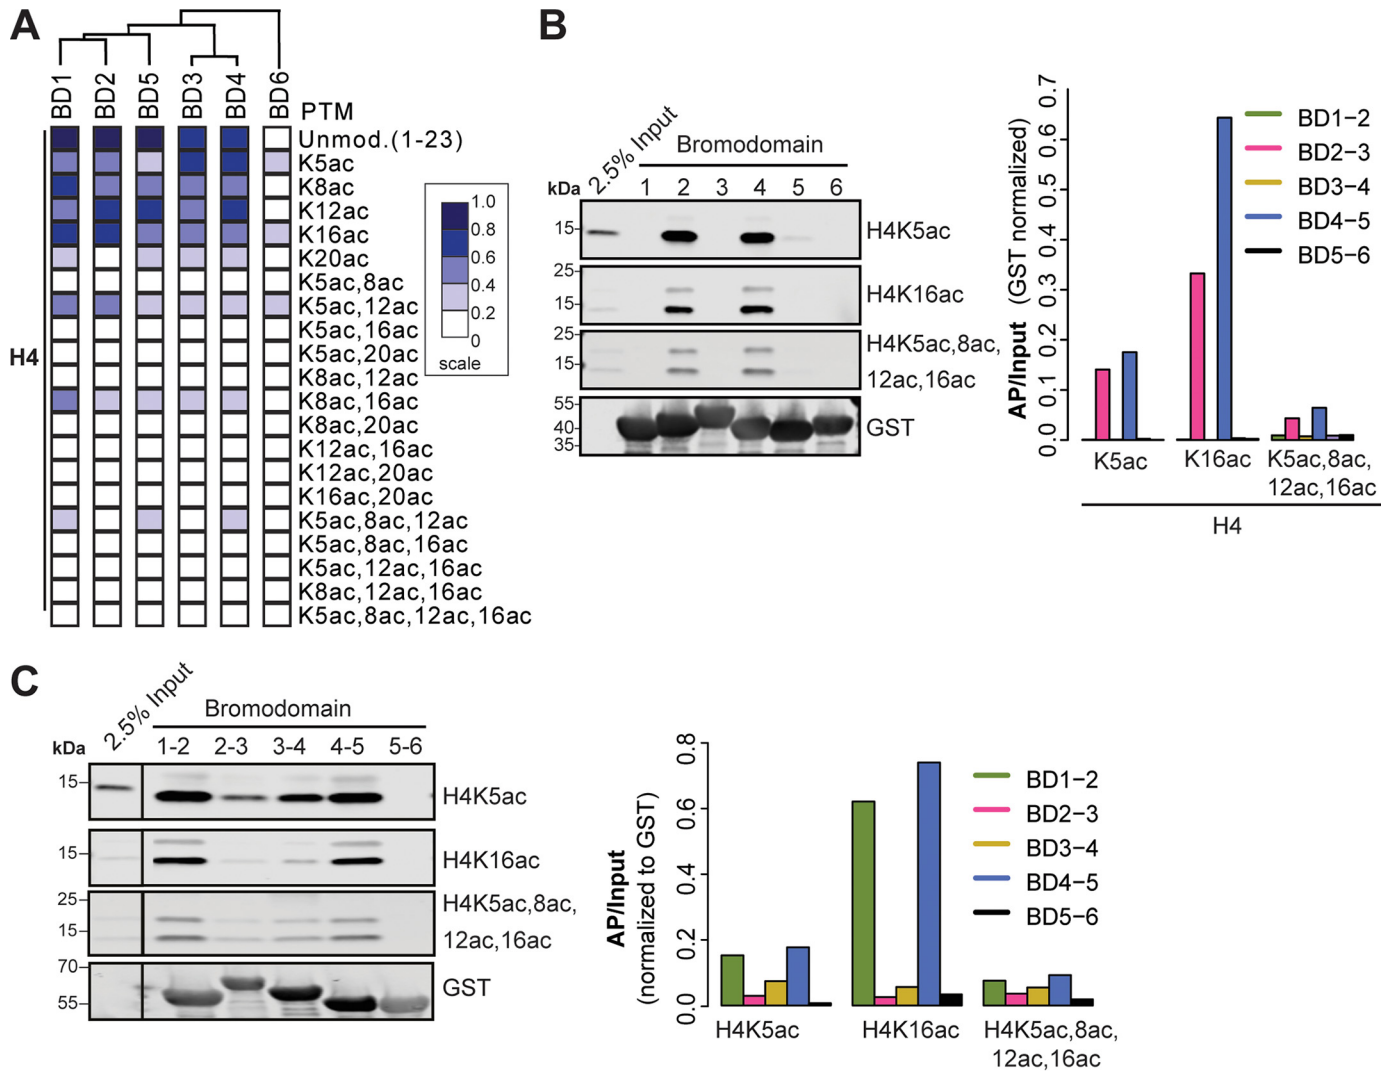 A
BD1
BD2
BD5
BD3
BD4
BD6
PTM
Unmod.(1-23)
K5ac
K8ac
K12ac
K16ac
K20ac
K5ac,8ac
K5ac,12ac
K5ac,16ac
K5ac,20ac
K8ac,12ac
K8ac,16ac
K8ac,20ac
K12ac,16ac
K12ac,20ac
K16ac,20ac
K5ac,8ac,12ac
K5ac,8ac,16ac
K5ac,12ac,16ac
K8ac,12ac,16ac
K5ac,8ac,12ac,16ac
H4
1.0
0.8
0.6
0.4
0.2
0
scale
B
2.5% Input
Bromodomain
kDa
1 2 3 4 5 6
15
H4K5ac
25
15
H4K16ac
25
15
H4K5ac,8ac,
12ac,16ac
55
40
35
GST
AP/Input (GST normalized)
0.7
0.6
0.5
0.4
0.3
0.2
0.1
0.0
BD1-2
BD2-3
BD3-4
BD4-5
BD5-6
K5ac
K16ac
K5ac,8ac,
12ac,16ac
H4
C
2.5% Input
Bromodomain
kDa
1-2 2-3 3-4 4-5 5-6
15
H4K5ac
15
H4K16ac
25
15
H4K5ac,8ac,
12ac,16ac
70
55
GST
AP/Input
(normalized to GST)
0.8
0.6
0.4
0.2
0.0
BD1-2
BD2-3
BD3-4
BD4-5
BD5-6
H4K5ac
H4K16ac
H4K5ac,8ac,
12ac,16ac